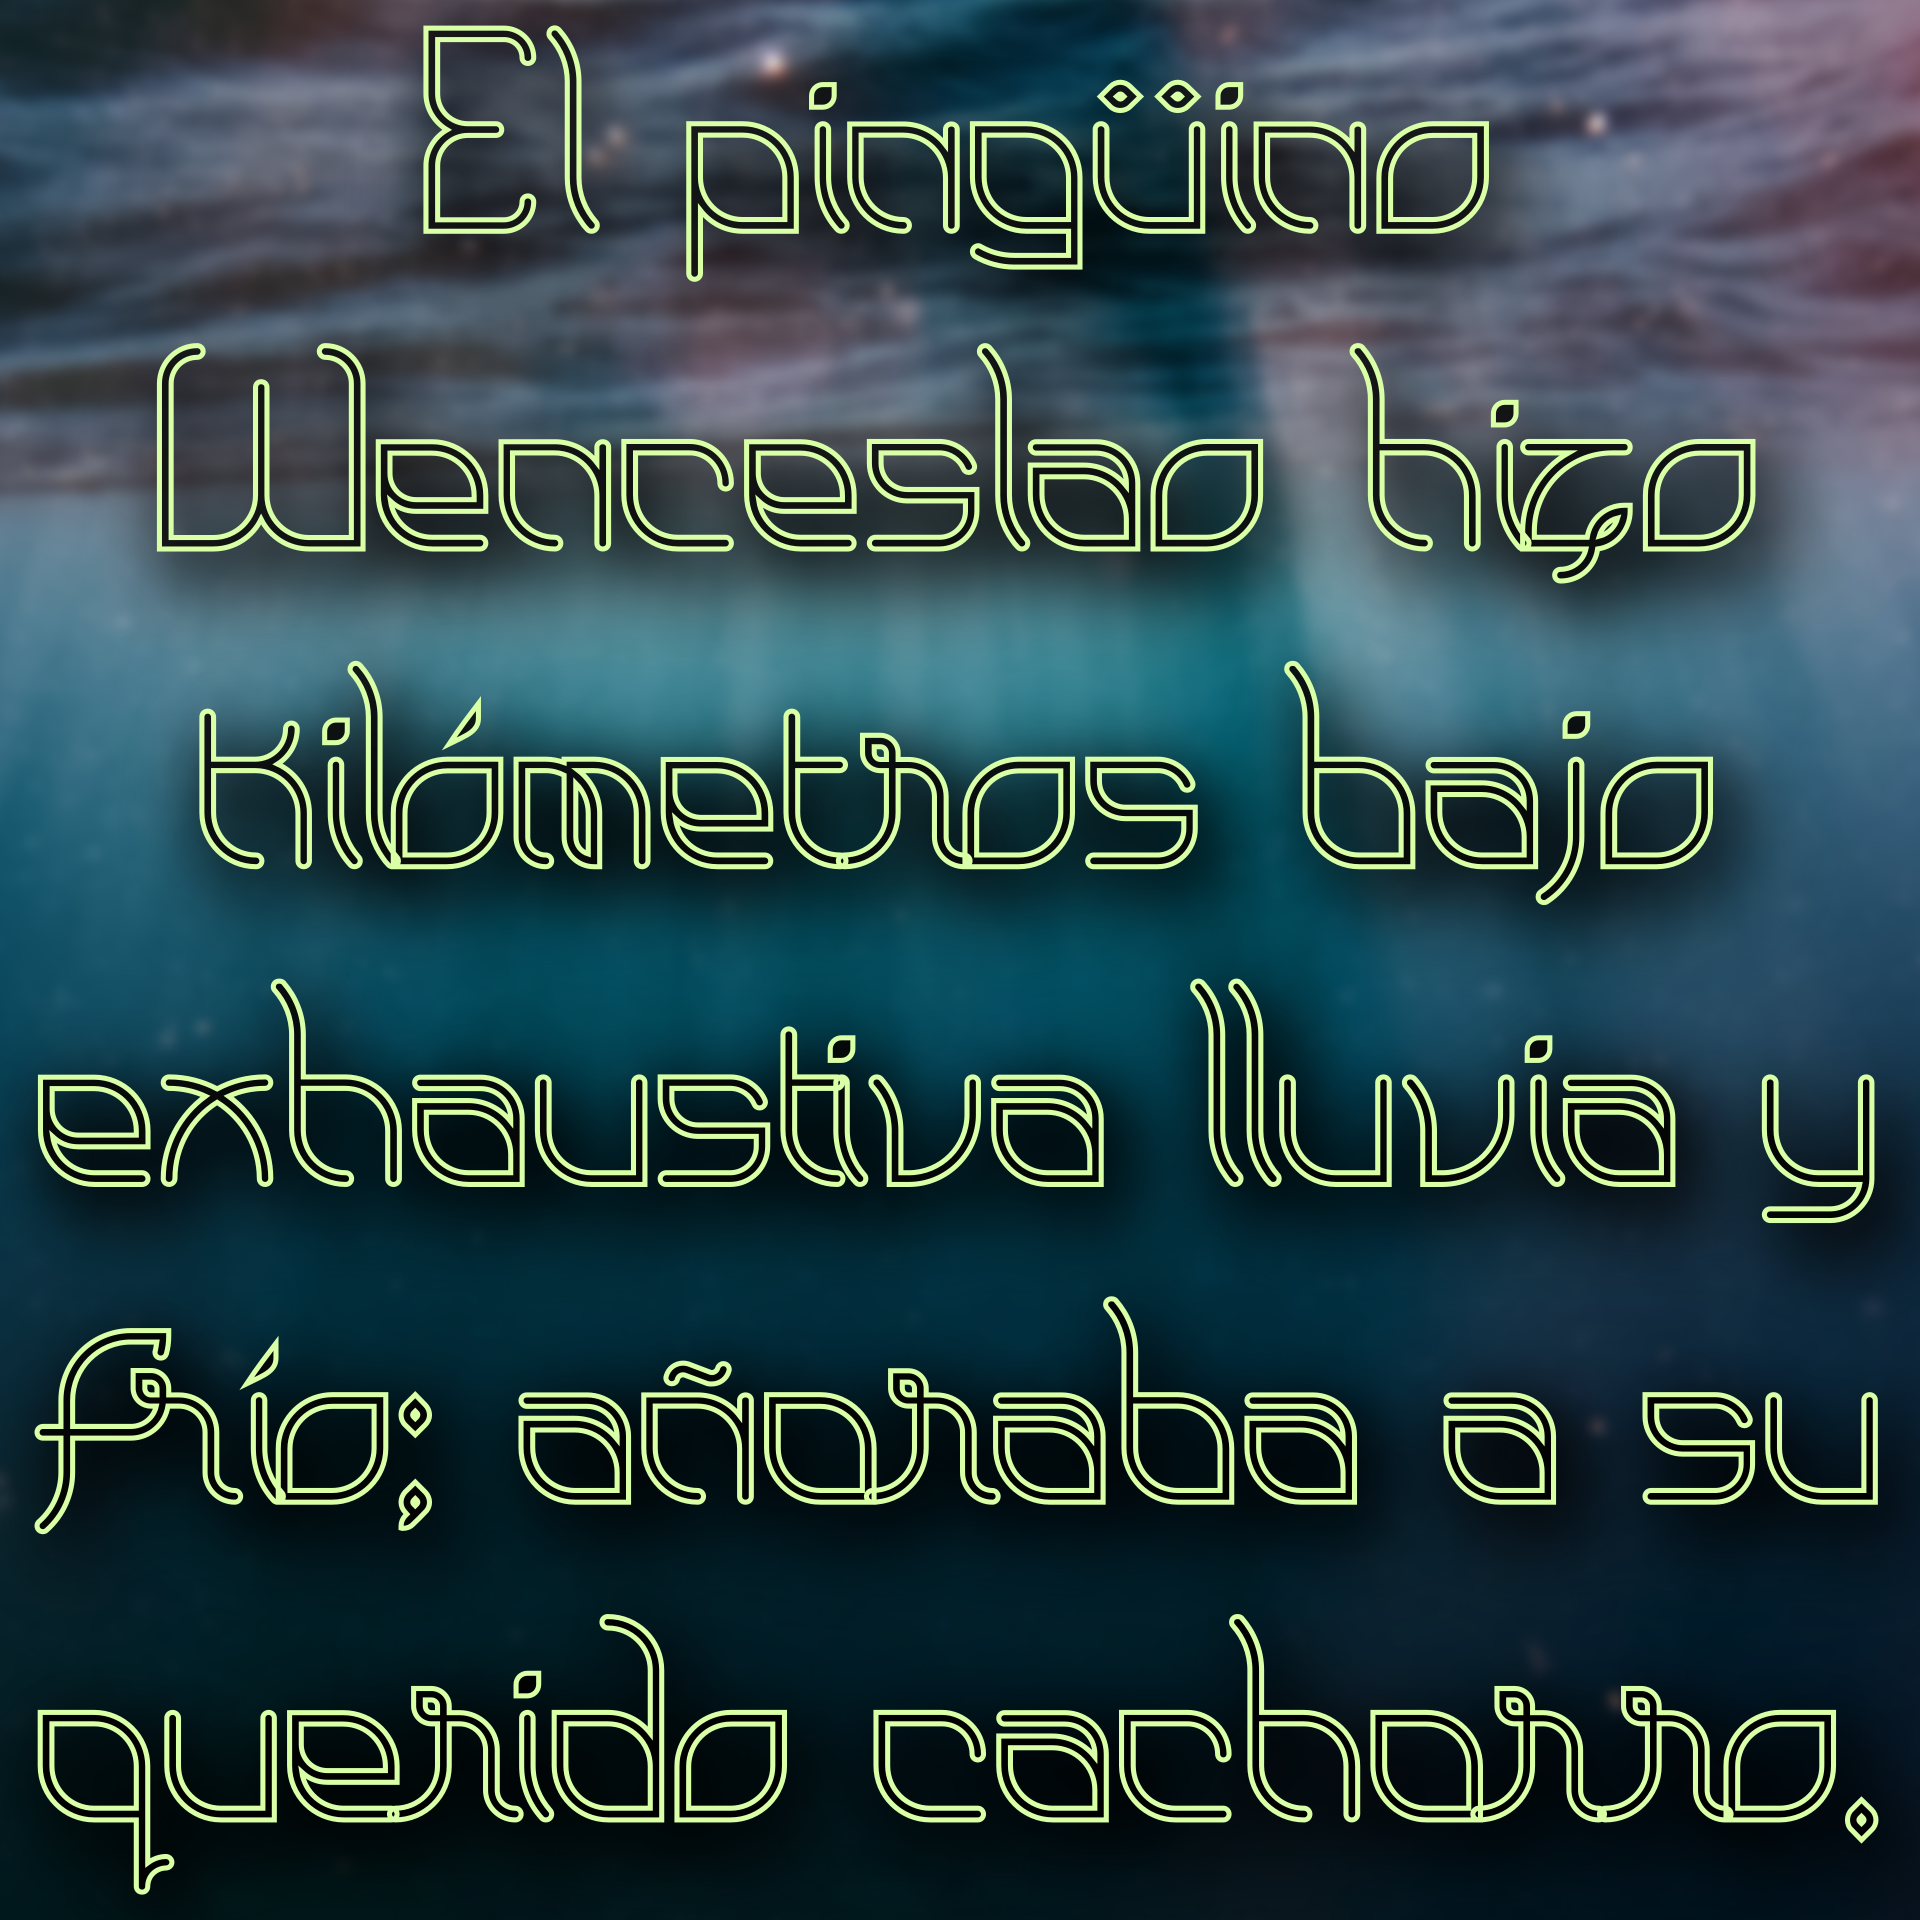 El pingüino
Wenceslao hizo
kilómetros bajo
exhaustiva lluvia y
frío; añoraba a su
querido cachorro.